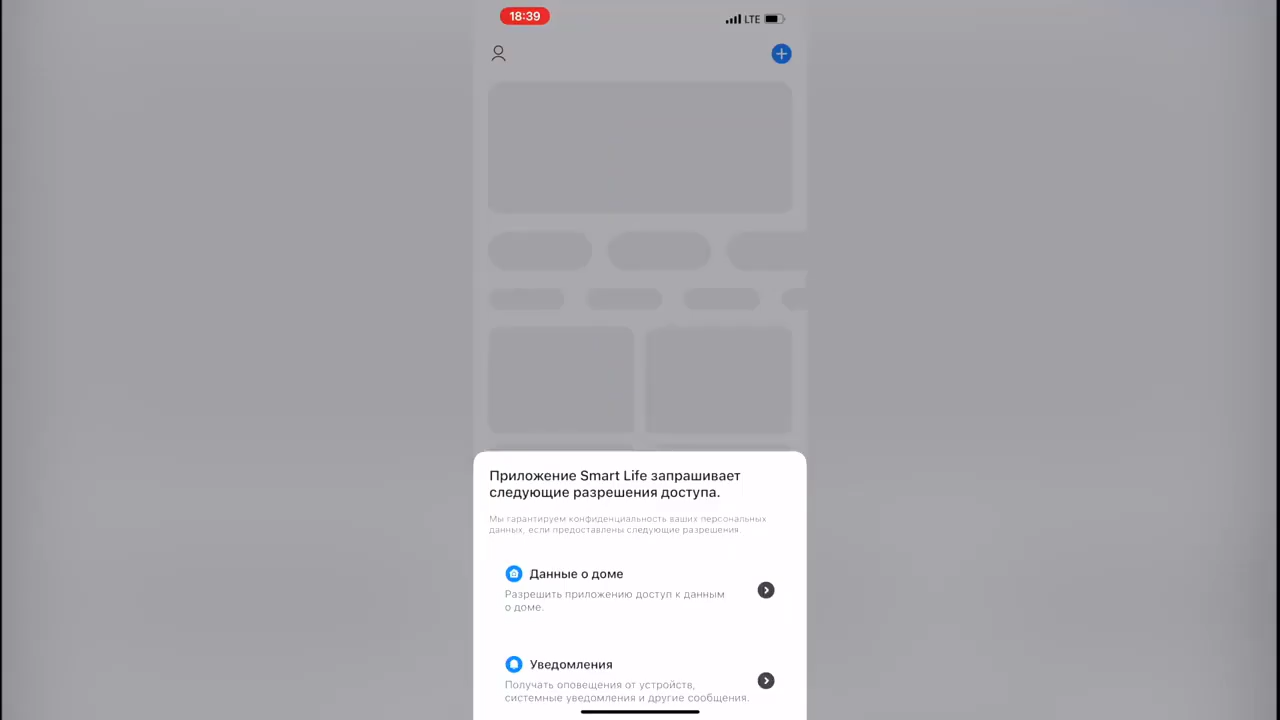 18:39
LTE
Приложение Smart Life запрашивает
следующие разрешения доступа.
Мы гарантируем конфиденциальность ваших персональных
данных, если предоставлены следующие разрешения.
Данные о доме
Разрешить приложению доступ к данным
о доме.
Уведомления
Получать оповещения от устройств,
системные уведомления и другие сообщения.